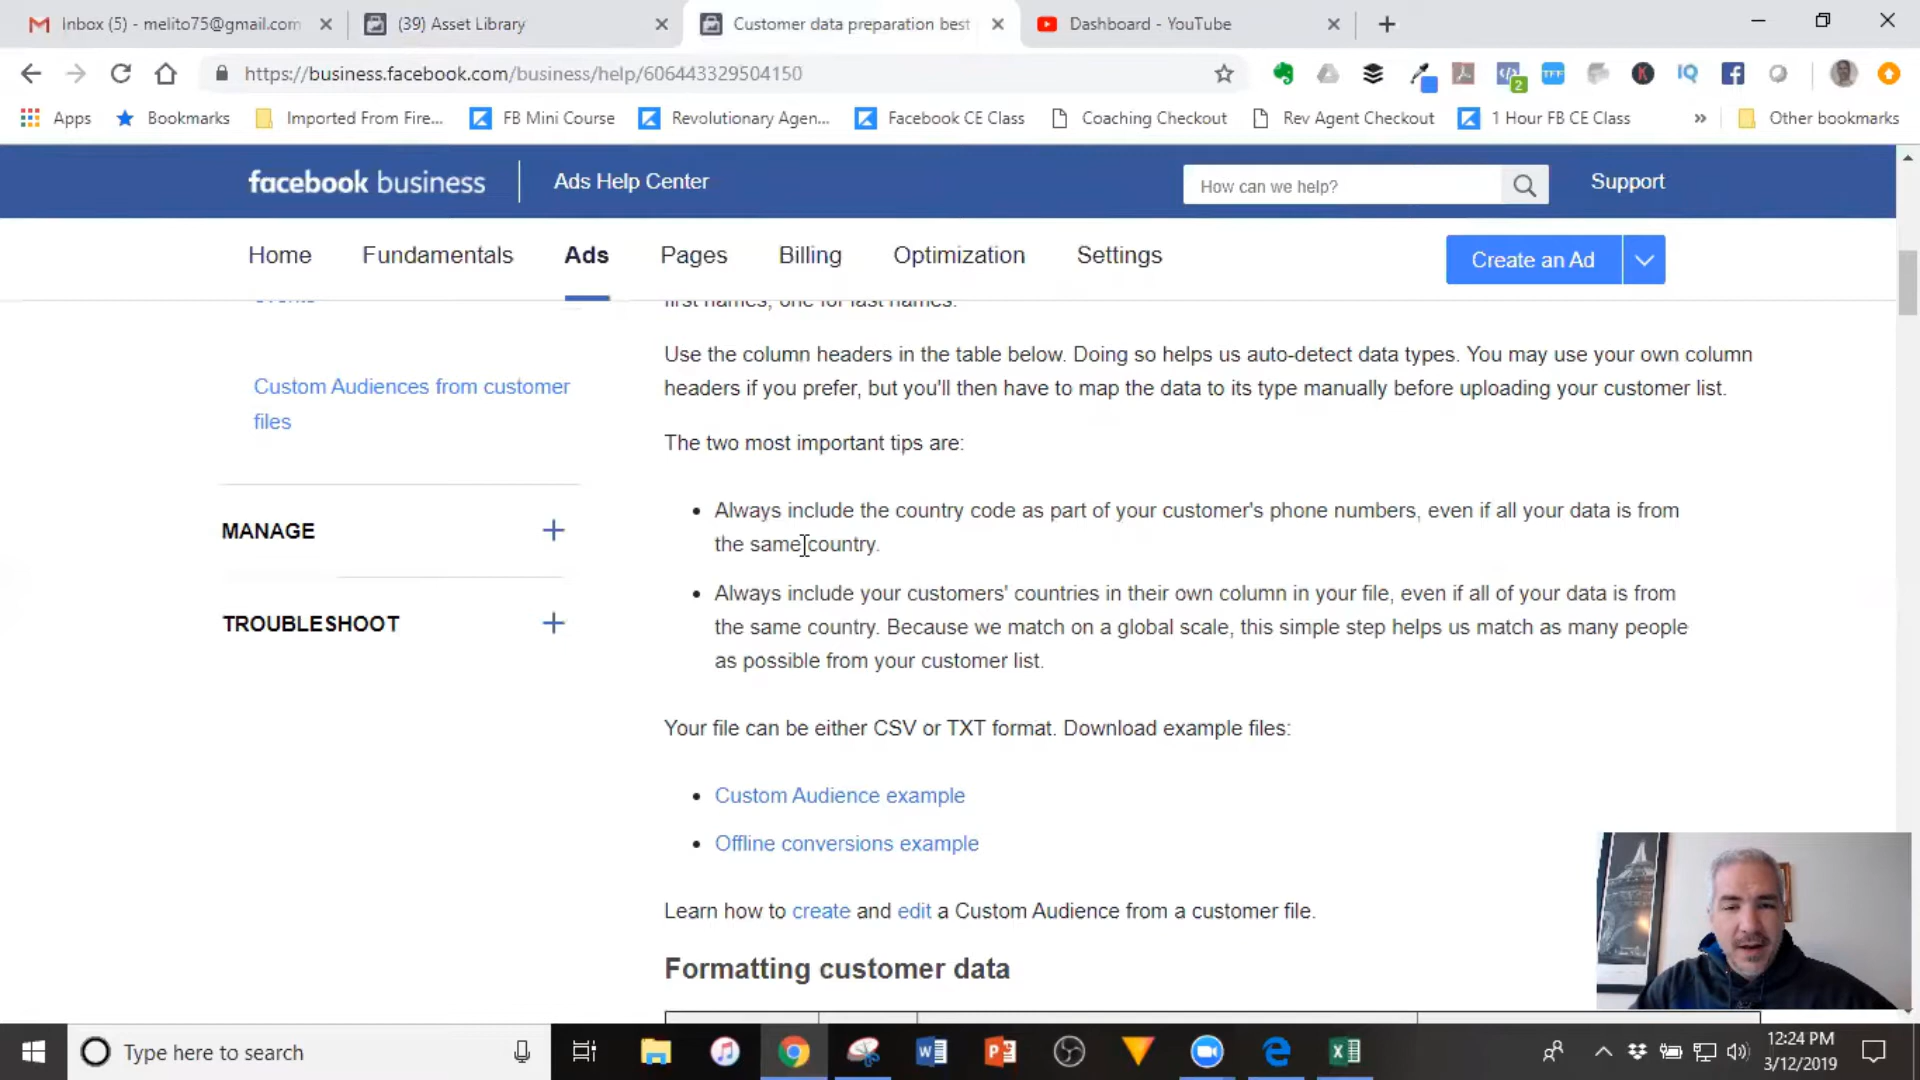 Inbox (5) - melito75@gmail.com
(39) Asset Library
Customer data preparation best
Dashboard - YouTube
https://business.facebook.com/business/help/606443329504150
2
TFF
IQ
Apps
Bookmarks
Imported From Fire...
FB Mini Course
Revolutionary Agen...
Facebook CE Class
Coaching Checkout
Rev Agent Checkout
1 Hour FB CE Class
»
Other bookmarks
facebook business
Ads Help Center
How can we help?
Support
Home
Fundamentals
Ads
Pages
Billing
Optimization
Settings
Create an Ad
first names, one for last names.
Use the column headers in the table below. Doing so helps us auto-detect data types. You may use your own column
headers if you prefer, but you'll then have to map the data to its type manually before uploading your customer list.
Custom Audiences from customer
files
The two most important tips are:
• Always include the country code as part of your customer's phone numbers, even if all your data is from
the same country.
MANAGE
• Always include your customers' countries in their own column in your file, even if all of your data is from
the same country. Because we match on a global scale, this simple step helps us match as many people
as possible from your customer list.
TROUBLESHOOT
Your file can be either CSV or TXT format. Download example files:
• Custom Audience example
• Offline conversions example
Learn how to create and edit a Custom Audience from a customer file.
Formatting customer data
Type here to search
12:24 PM
3/12/2019